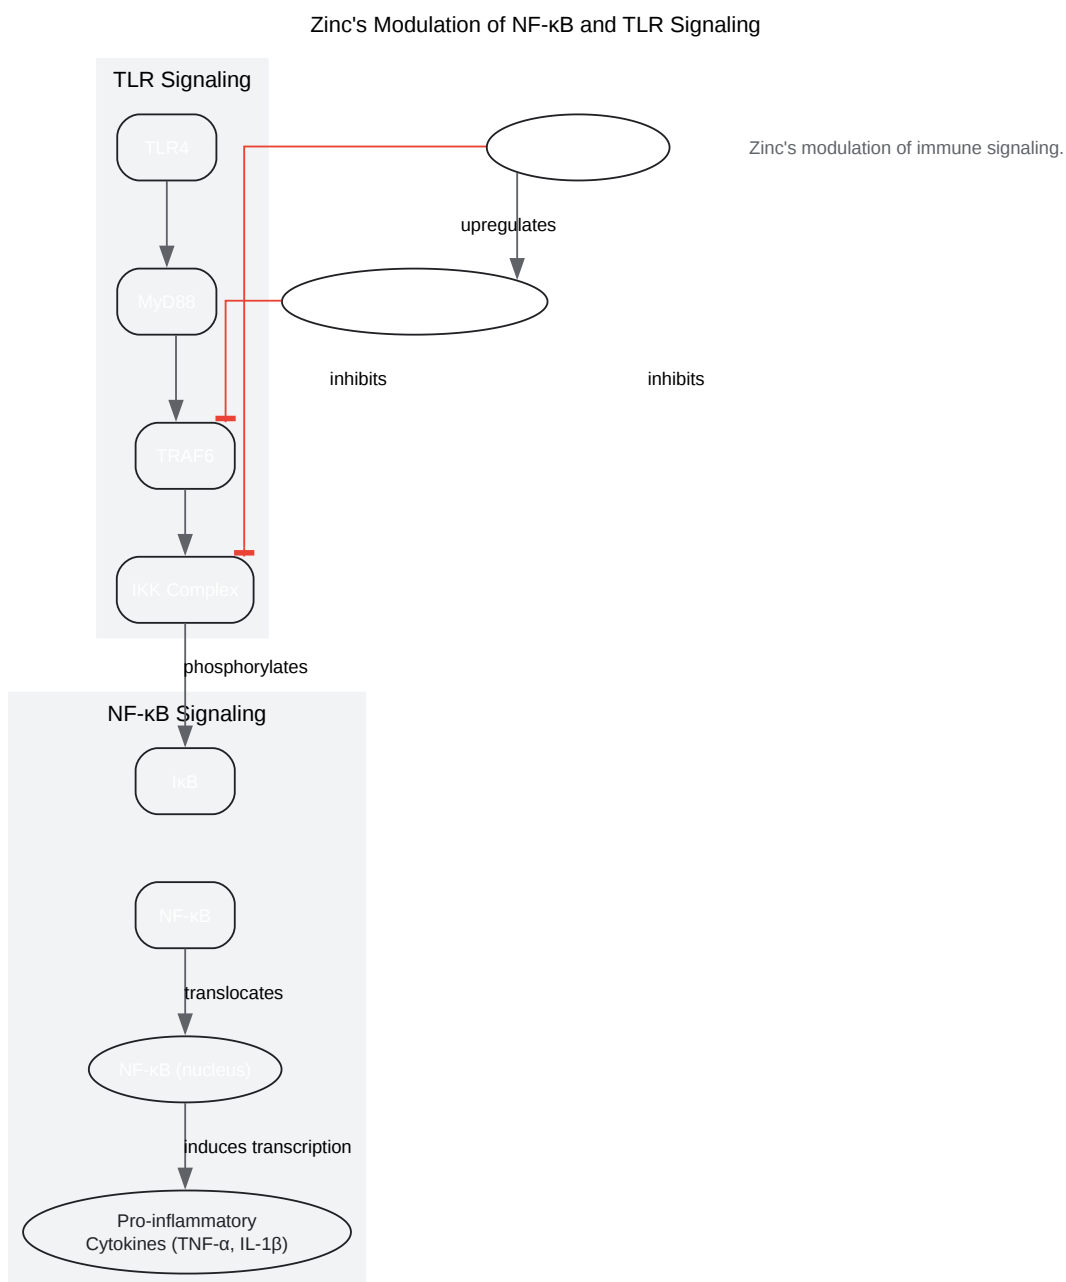 Zinc's Modulation of NF-κB and TLR Signaling
TLR Signaling
TLR4
Zinc's modulation of immune signaling.
upregulates
MyD88
inhibits
inhibits
TRAF6
IKK Complex
phosphorylates
NF-κB Signaling
IκB
NF-κB
translocates
NF-κB (nucleus)
induces transcription
Pro-inflammatory
Cytokines (TNF-α, IL-1β)